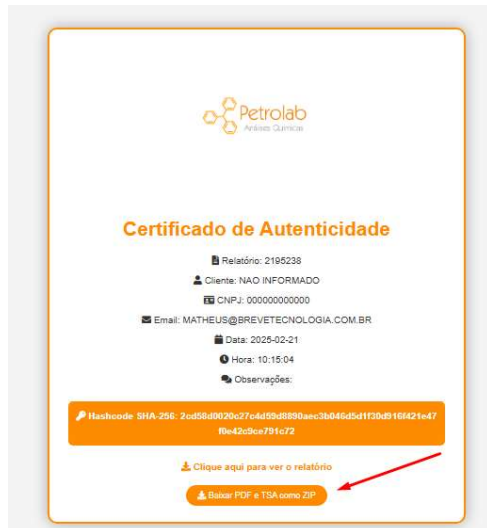 Petrolab
Análises Químicas
Certificado de Autenticidade
Relatório: 2195238
Cliente: NAO INFORMADO
CNPJ: 000000000000
Email: MATHEUS@BREVETECNOLOGIA.COM.BR
Data: 2025-02-21
Hora: 10:15:04
Observações:
Hashcode SHA-256: 2cd58d0020c27c4d59d8890aec3b046d5d1f30d916f421e47
f0e42c9ce791c72
Clique aqui para ver o relatório
Baixar PDF e TSA como ZIP